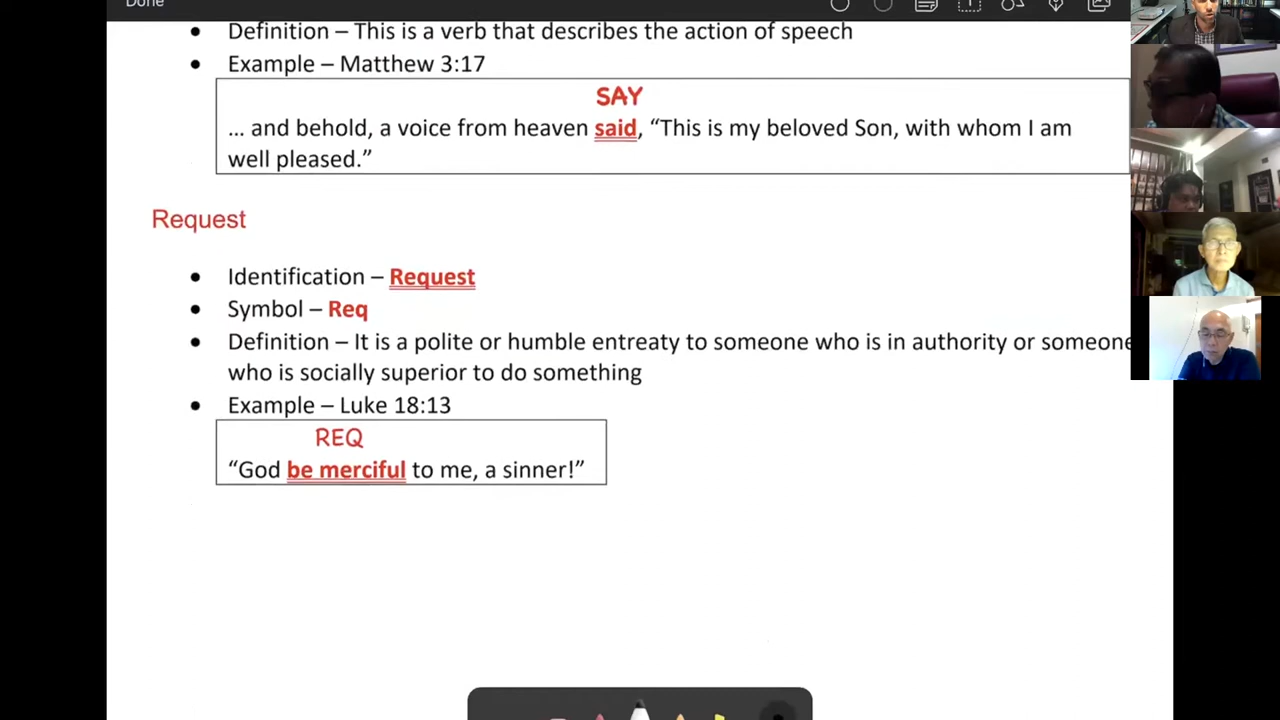 Done
• Definition – This is a verb that describes the action of speech
• Example – Matthew 3:17
SAY
… and behold, a voice from heaven said, “This is my beloved Son, with whom I am
well pleased.”
Request
• Identification – Request
• Symbol – Req
• Definition – It is a polite or humble entreaty to someone who is in authority or someone
who is socially superior to do something
• Example – Luke 18:13
REQ
“God be merciful to me, a sinner!”